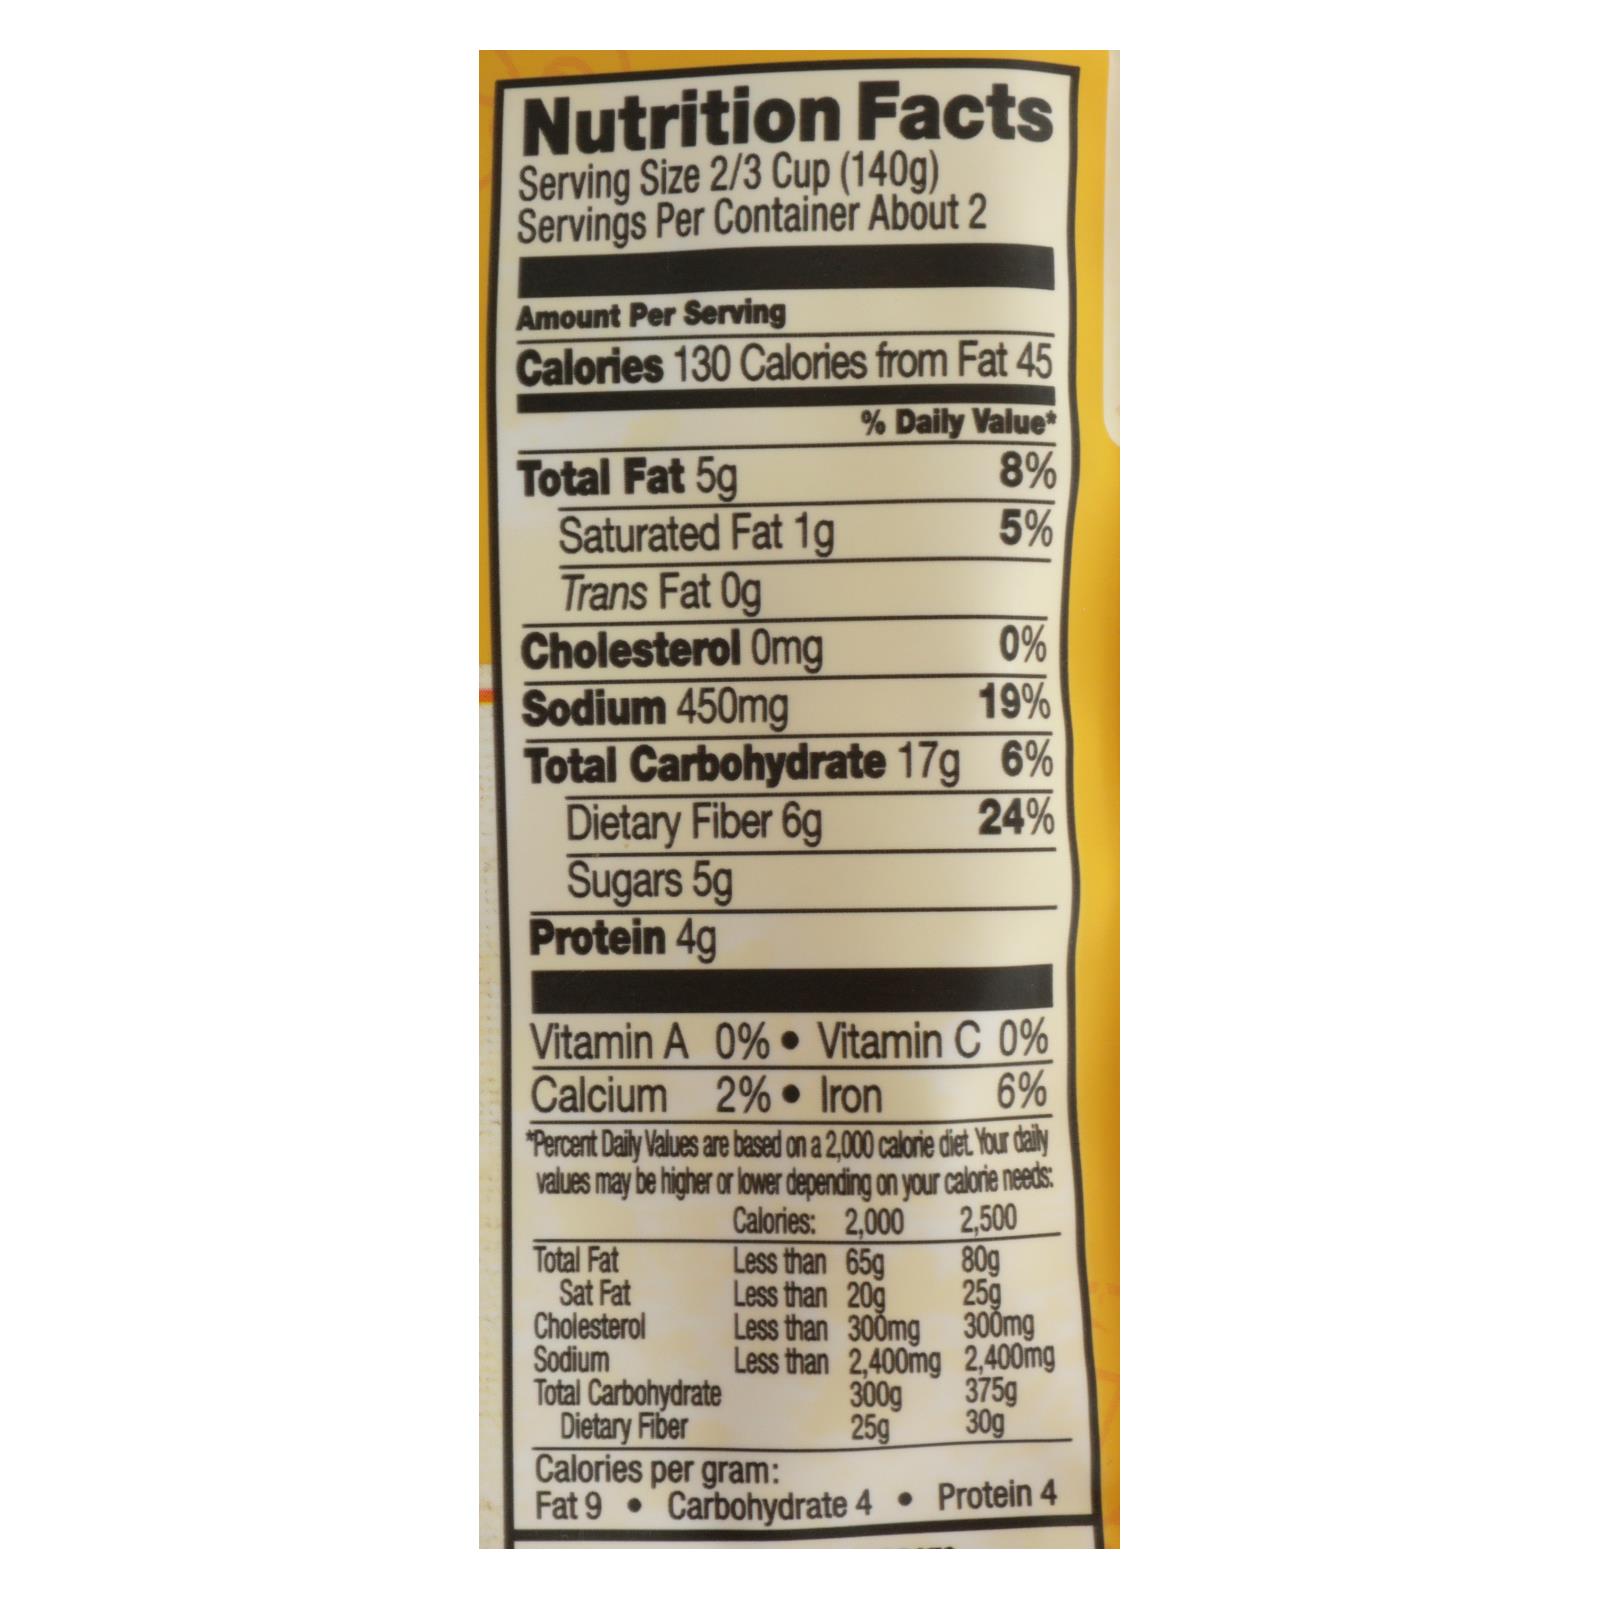 Nutrition Facts
Serving Size 2/3 Cup (140g)
Servings Per Container About 2
Amount Per Serving
Calories 130 Calories from Fat 45
% Daily Value*
Total Fat 5g 8%
Saturated Fat 1g 5%
Trans Fat 0g
Cholesterol 0mg 0%
Sodium 450mg 19%
Total Carbohydrate 17g 6%
Dietary Fiber 6g 24%
Sugars 5g
Protein 4g
Vitamin A 0% • Vitamin C 0%
Calcium 2% • Iron 6%
*Percent Daily Values are based on a 2,000 calorie diet. Your daily
values may be higher or lower depending on your calorie needs:
Calories: 2,000 2,500
Total Fat Less than 65g 80g
Sat Fat Less than 20g 25g
Cholesterol Less than 300mg 300mg
Sodium Less than 2,400mg 2,400mg
Total Carbohydrate 300g 375g
Dietary Fiber 25g 30g
Calories per gram:
Fat 9 • Carbohydrate 4 • Protein 4